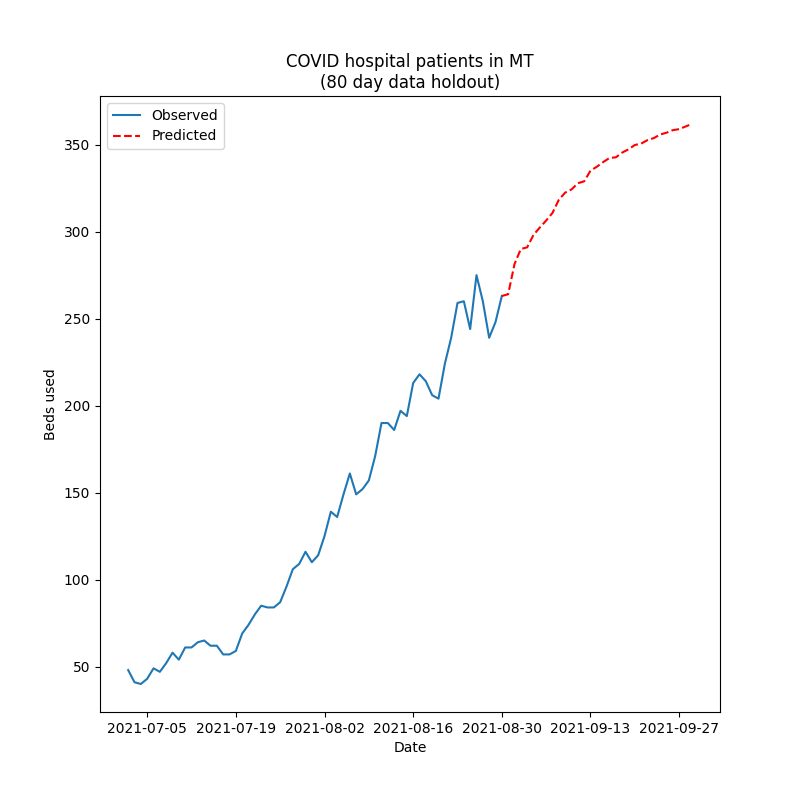 COVID hospital patients in MT
(80 day data holdout)
Observed
Predicted
350
300
250
200
150
100
50
Beds used
2021-07-05 2021-07-19 2021-08-02 2021-08-16 2021-08-30 2021-09-13 2021-09-27
Date